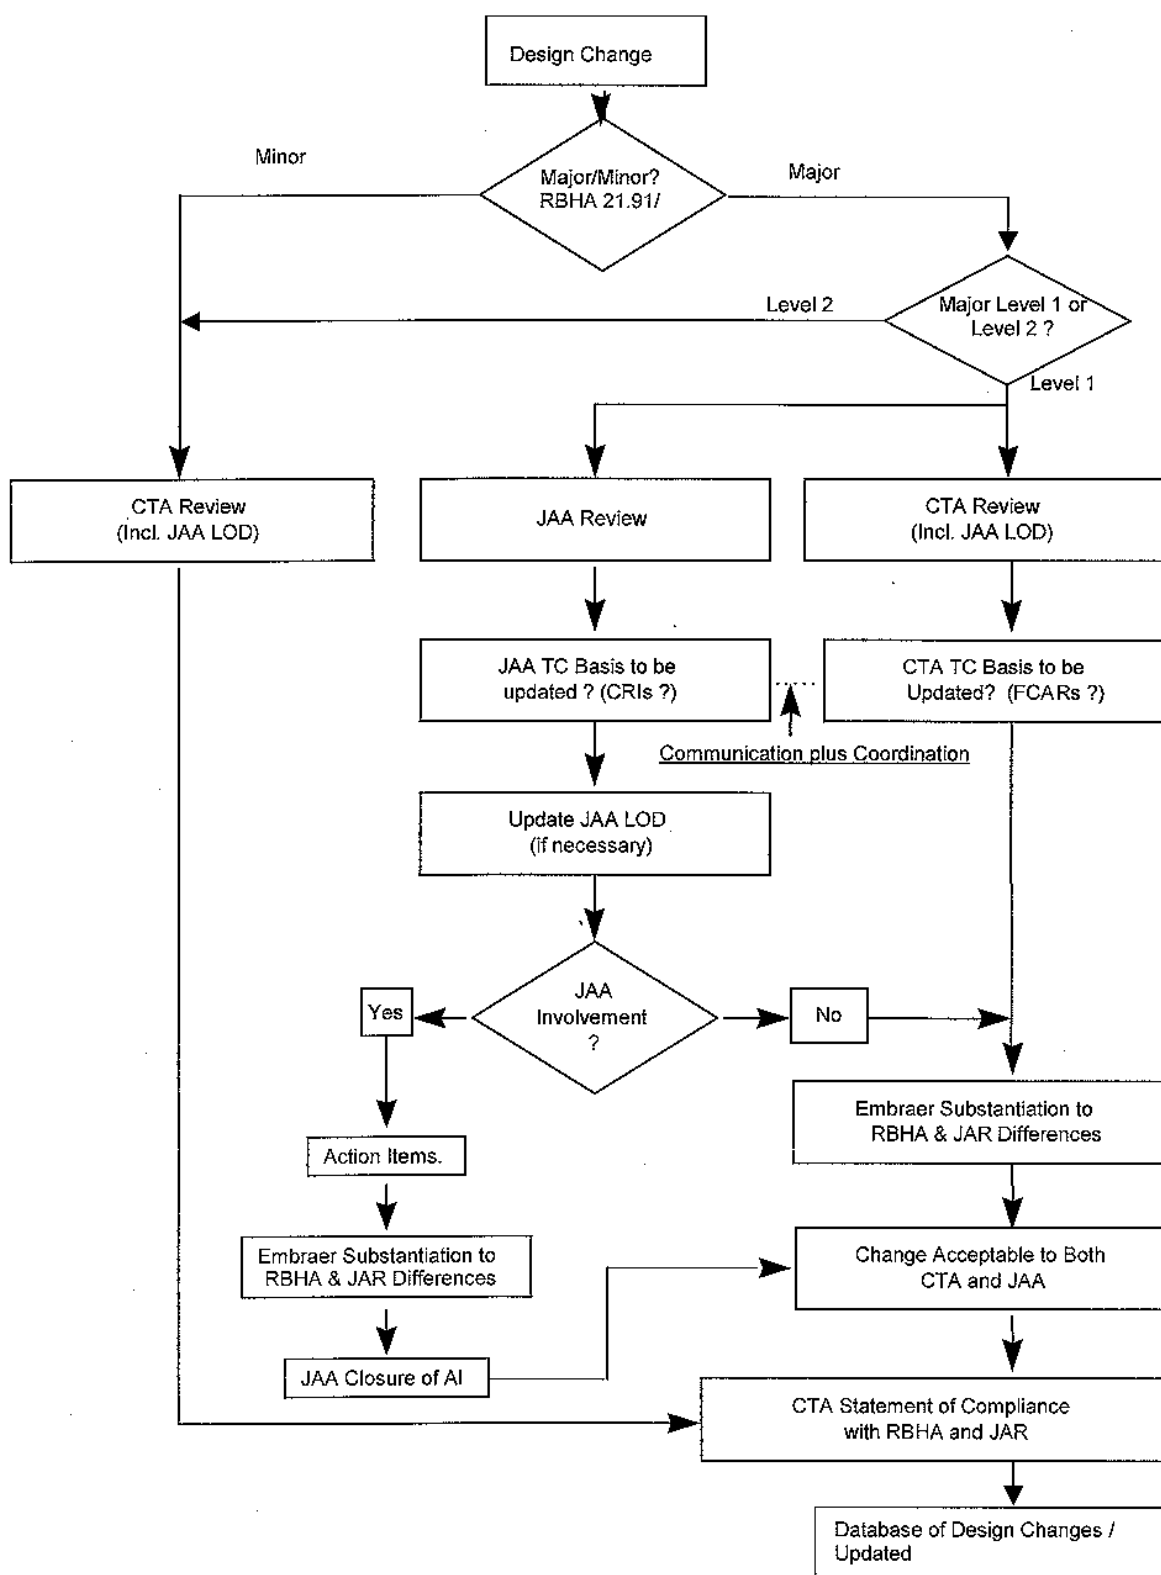 Design Change
Minor
Major/Minor?
RBHA 21.91/
Major
Level 2
Major Level 1 or
Level 2 ?
Level 1
CTA Review
(Incl. JAA LOD)
JAA Review
CTA Review
(Incl. JAA LOD)
JAA TC Basis to be
updated ? (CRIs ?)
CTA TC Basis to be
Updated? (FCARs ?)
Communication plus Coordination
Update JAA LOD
(if necessary)
JAA
Involvement
?
Yes
No
Embraer Substantiation to
RBHA & JAR Differences
Action Items.
Embraer Substantiation to
RBHA & JAR Differences
Change Acceptable to Both
CTA and JAA
JAA Closure of AI
CTA Statement of Compliance
with RBHA and JAR
Database of Design Changes /
Updated